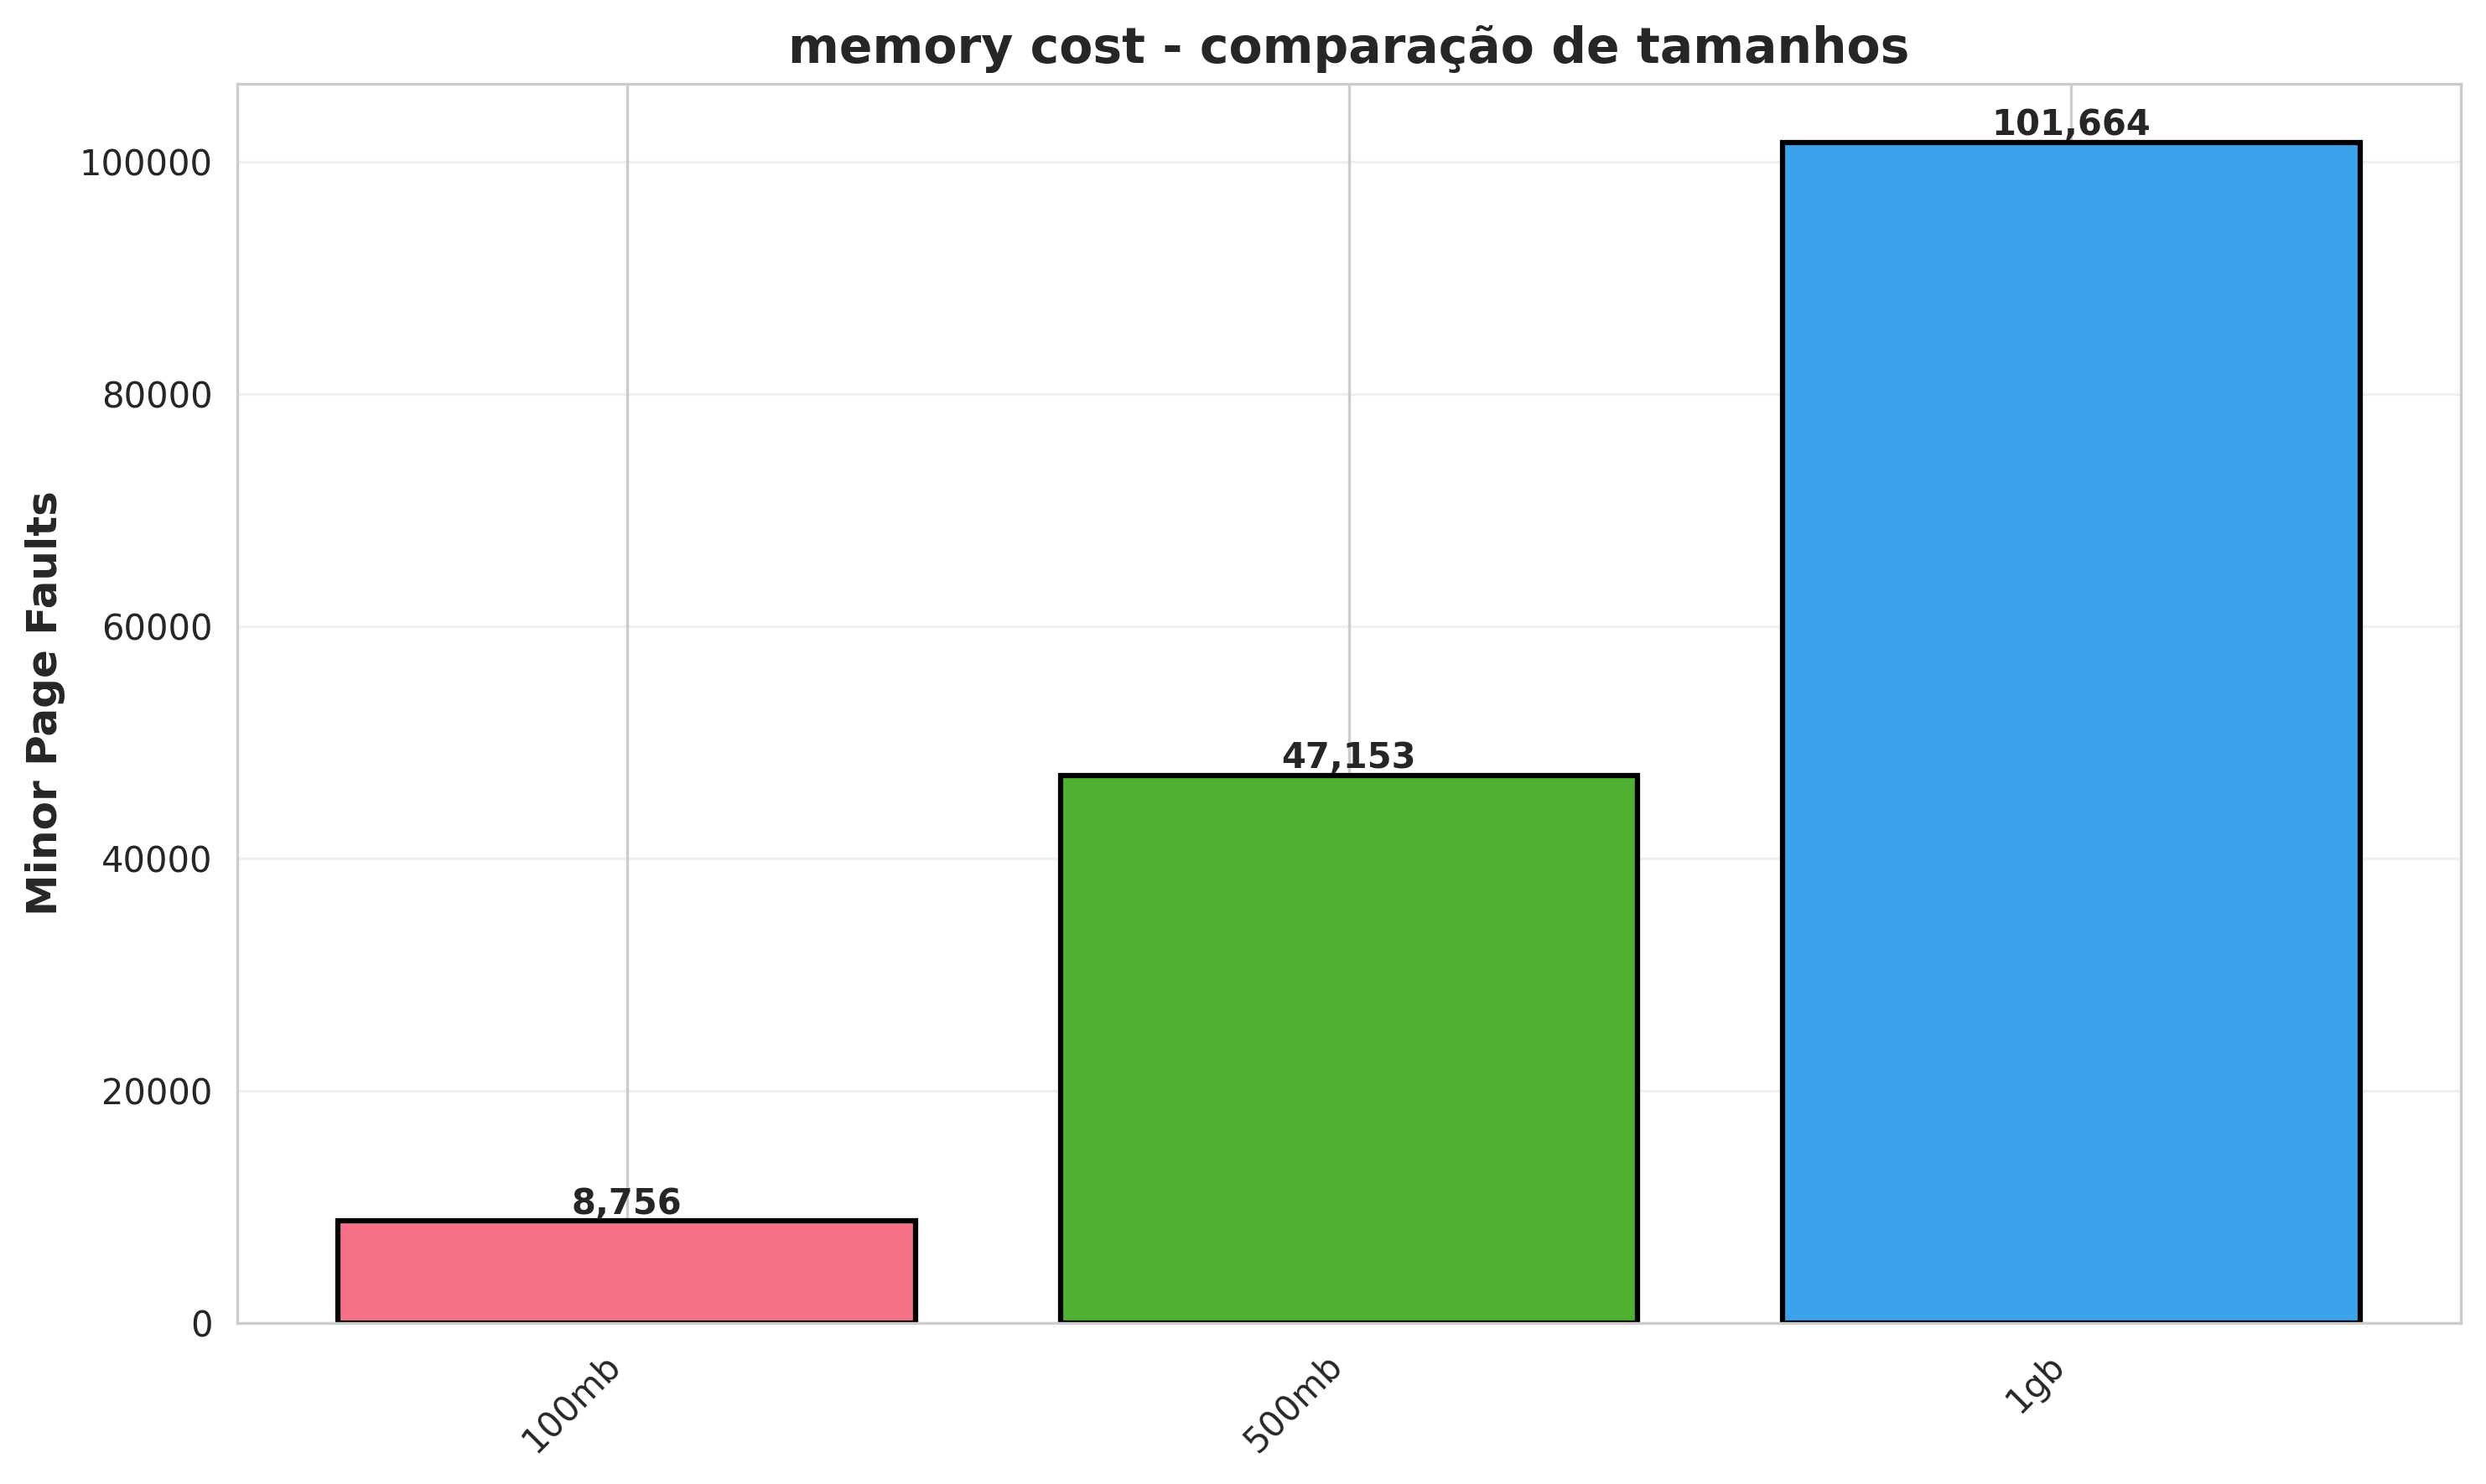 memory cost - comparação de tamanhos
Minor Page Faults
100000
80000
60000
40000
20000
0
8,756
47,153
101,664
100mb
500mb
1gb